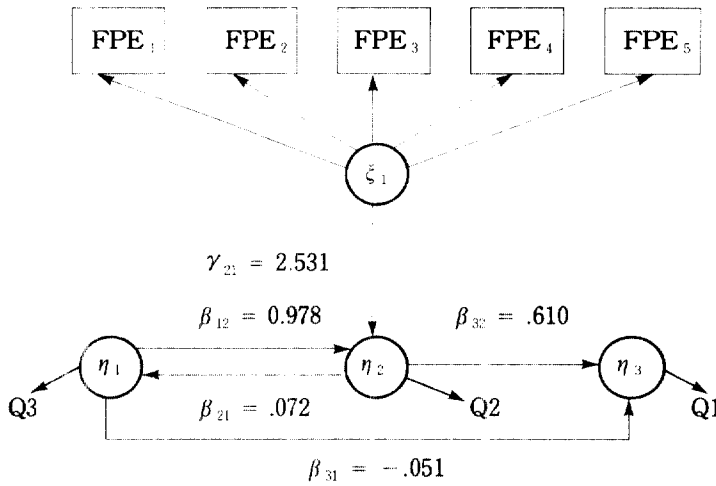 FPE₁ FPE₂ FPE₃ FPE₄ FPE₅
ξ₁
γ₂₁ = 2.531
β₁₂ = 0.978 β₃₂ = .610
η₁ η₂ η₃
Q3 β₂₁ = .072 Q2 Q1
β₃₁ = −.051